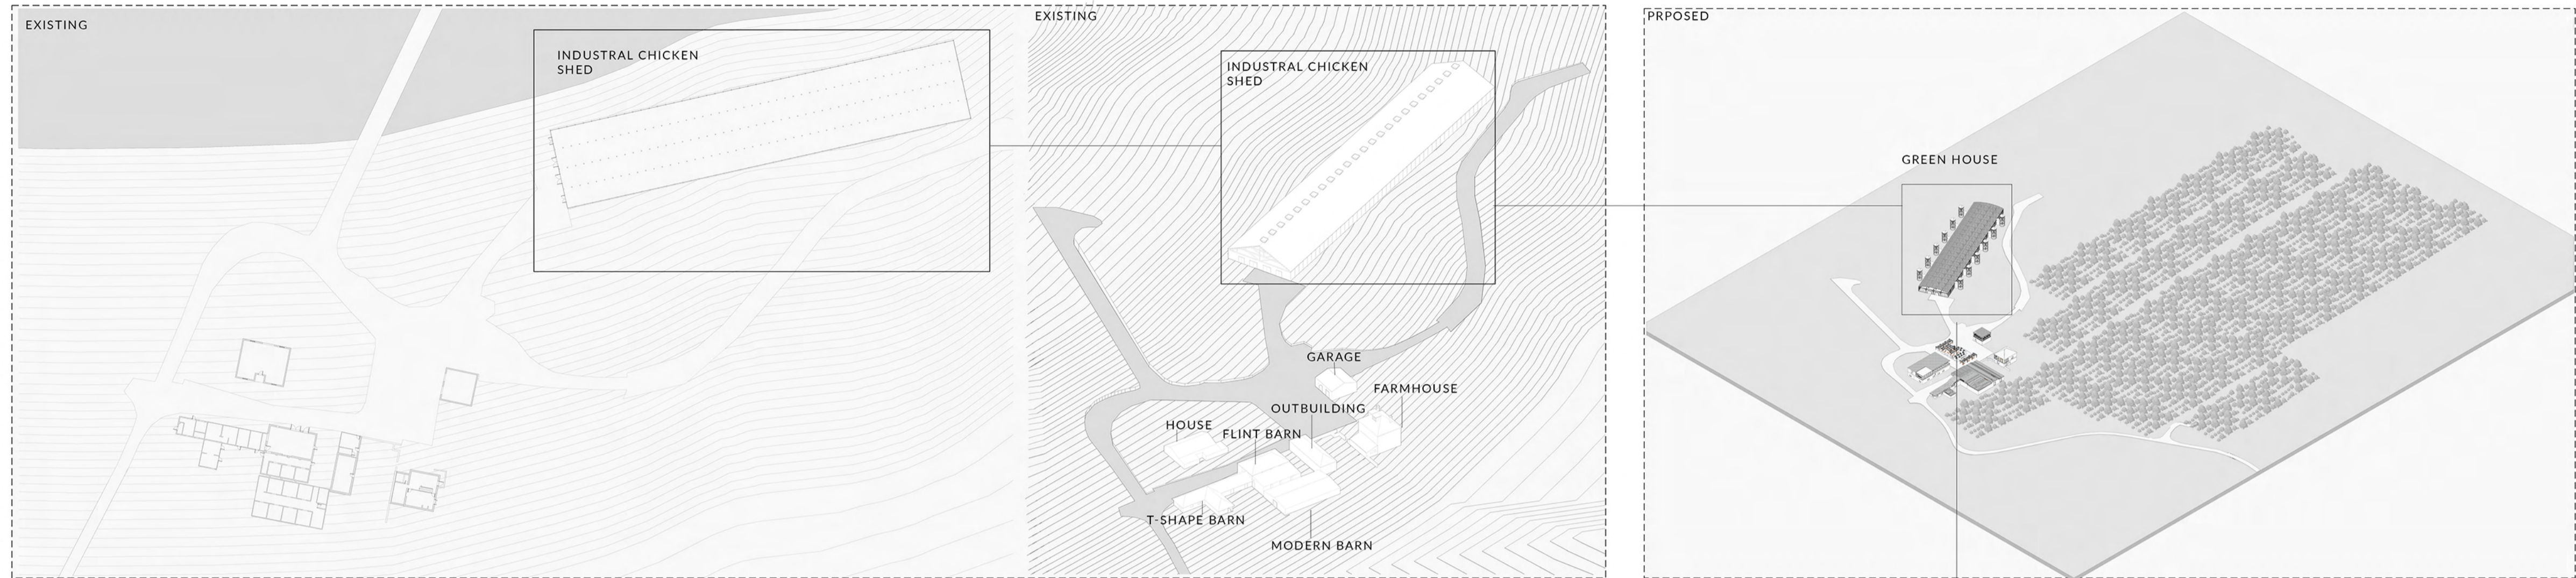 EXISTING
INDUSTRAL CHICKEN
SHED
EXISTING
INDUSTRAL CHICKEN
SHED
GARAGE
FARMHOUSE
OUTBUILDING
HOUSE
FLINT BARN
T-SHAPE BARN
MODERN BARN
PRPOSED
GREEN HOUSE